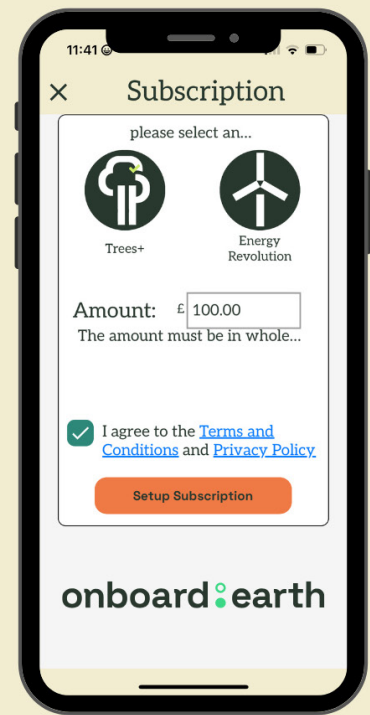 11:41
Subscription
please select an...
Trees+
Energy
Revolution
Amount: £ 100.00
The amount must be in whole...
I agree to the Terms and
Conditions and Privacy Policy
Setup Subscription
onboard:earth